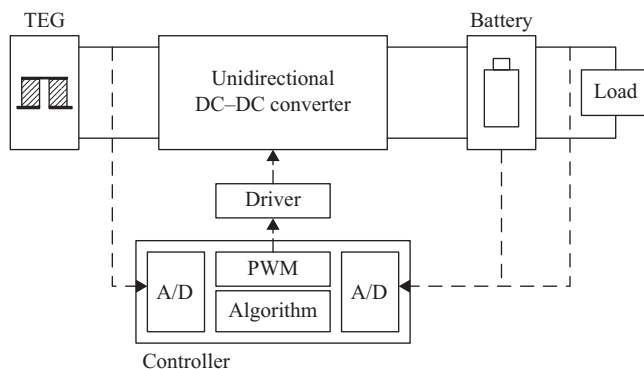 TEG
Battery
Unidirectional
DC–DC converter
Load
Driver
A/D
PWM
Algorithm
A/D
Controller